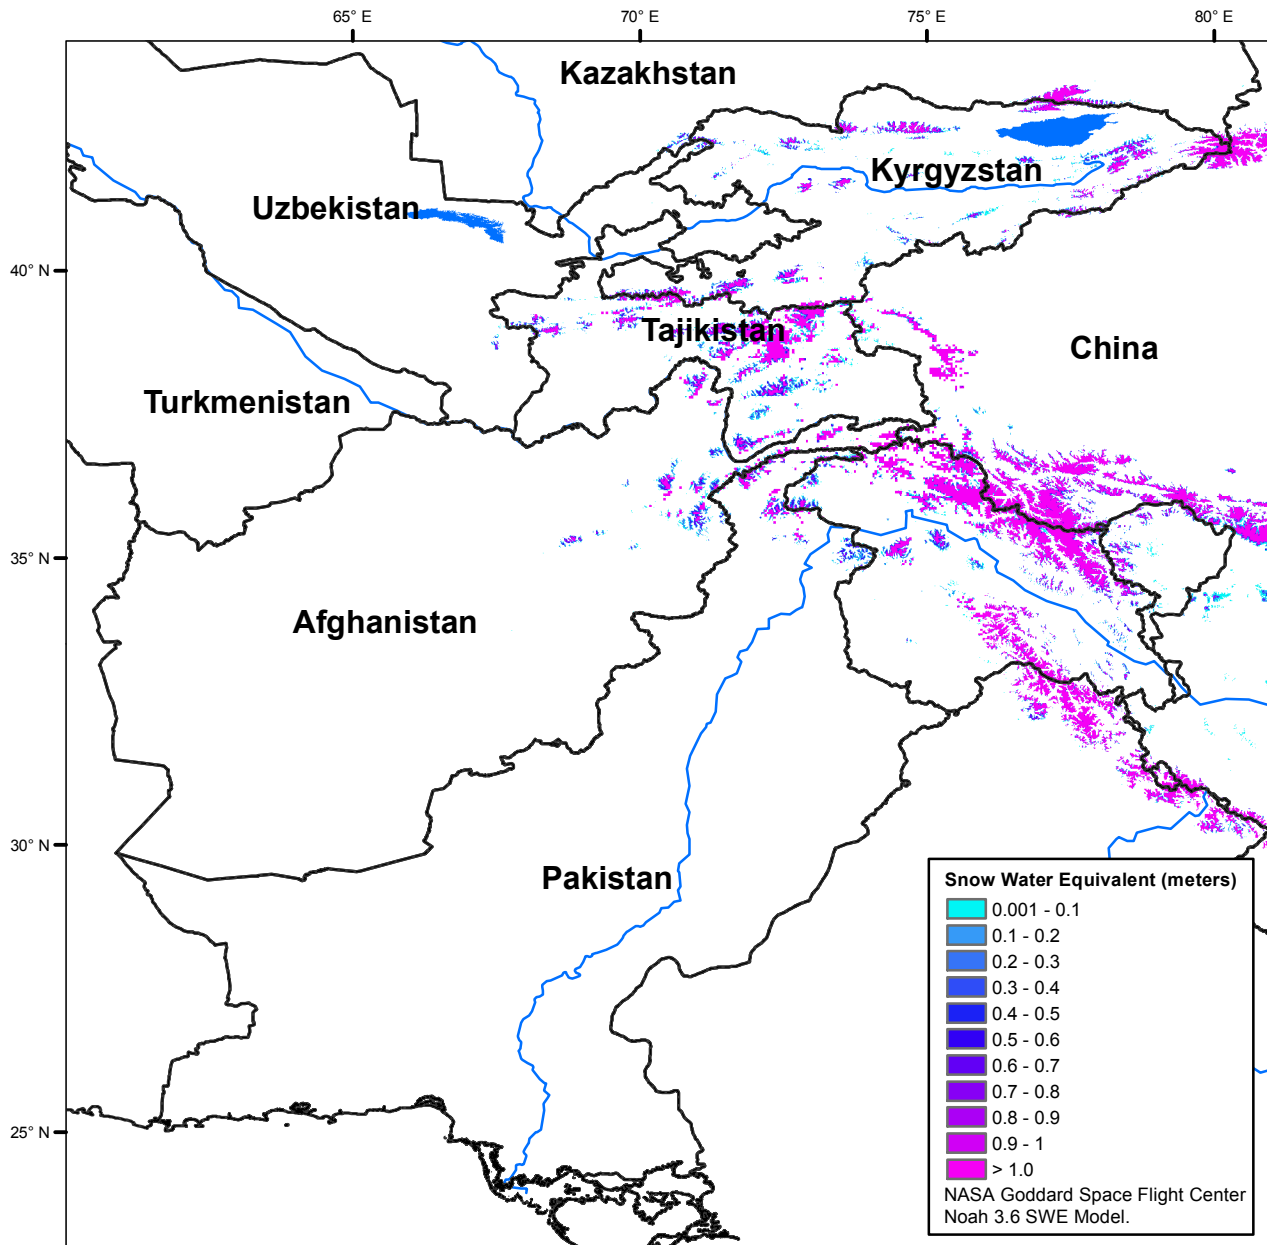 65° E
70° E
75° E
80° E
Kazakhstan
Kyrgyzstan
Uzbekistan
40° N
Tajikistan
China
Turkmenistan
35° N
Afghanistan
30° N
Pakistan
Snow Water Equivalent (meters)
0.001 - 0.1
0.1 - 0.2
0.2 - 0.3
0.3 - 0.4
0.4 - 0.5
0.5 - 0.6
0.6 - 0.7
0.7 - 0.8
0.8 - 0.9
0.9 - 1
> 1.0
25° N
NASA Goddard Space Flight Center
Noah 3.6 SWE Model.